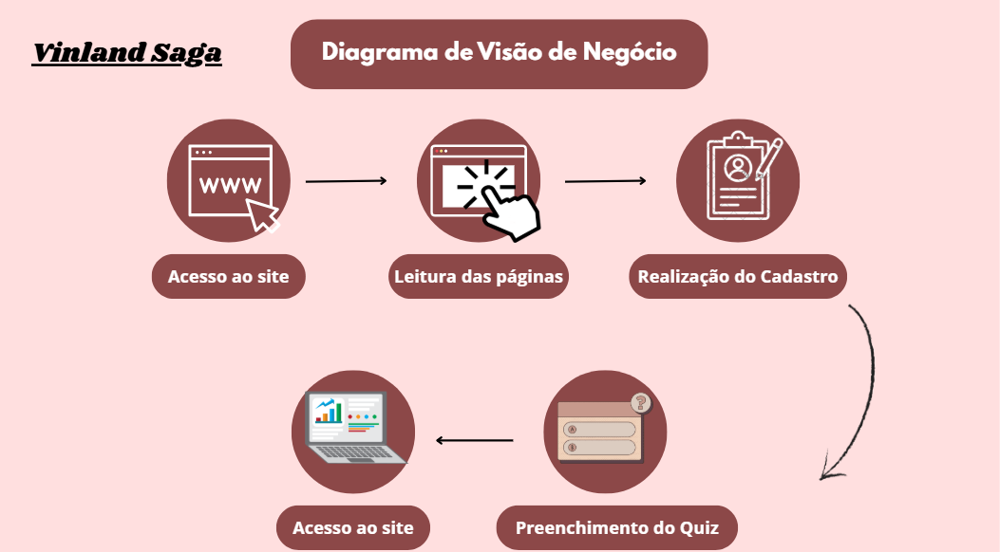 Vinland Saga
Diagrama de Visão de Negócio
WWW
Acesso ao site
Leitura das páginas
Realização do Cadastro
?
A
B
Acesso ao site
Preenchimento do Quiz